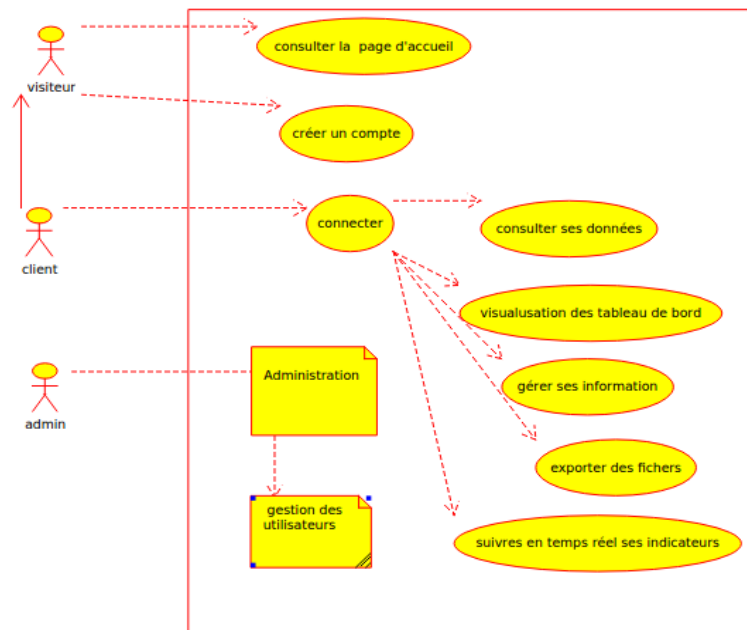 consulter la page d'accueil
visiteur
créer un compte
connecter
consulter ses données
client
visualusation des tableau de bord
Administration
gérer ses information
admin
exporter des fichers
gestion des
utilisateurs
suivres en temps réel ses indicateurs